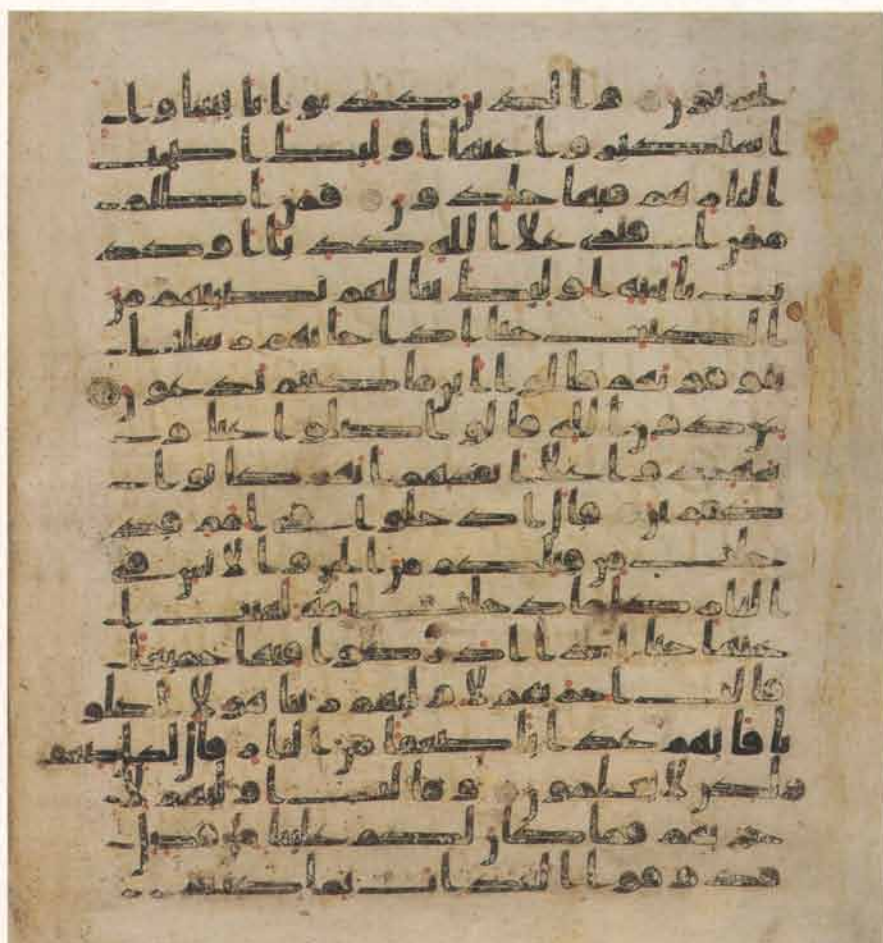 يحزنون والذين كذبوا بايتنا و
استكبروا عنها اوليك اصحب
النار هم فيها خلدون فمن اظلم
ممن افترى على الله كذبا او كذ
ب بايته اوليك ينالهم نصيبهم من
الكتب حتى اذا جاتهم رسلنا
يتوفونهم قالوا اين ما كنتم تدعون
من دون الله قالوا ضلوا عنا و
شهدوا على انفسهم انهم كانوا
كفرين قال ادخلوا في امم قد
خلت من قبلكم من الجن والانس في
النار كلما دخلت امة لعنت ا
ختها حتى اذا اداركوا فيها جميعا
قالت اخريهم لاوليهم ربنا هولا اضلو
نا فاتهم عذابا ضعفا من النار قال لكل ضعف
ولكن لا تعلمون وقالت اوليهم لا
خريهم فما كان لكم علينا من فضل
فذوقوا العذاب بما كنتم